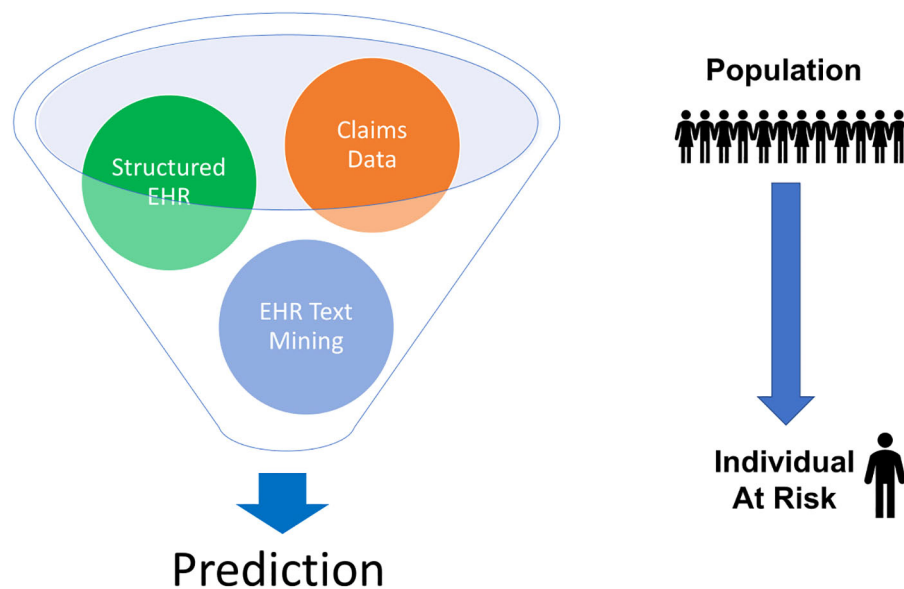 Structured
EHR
Claims
Data
EHR Text
Mining
Prediction
Population
Individual
At Risk